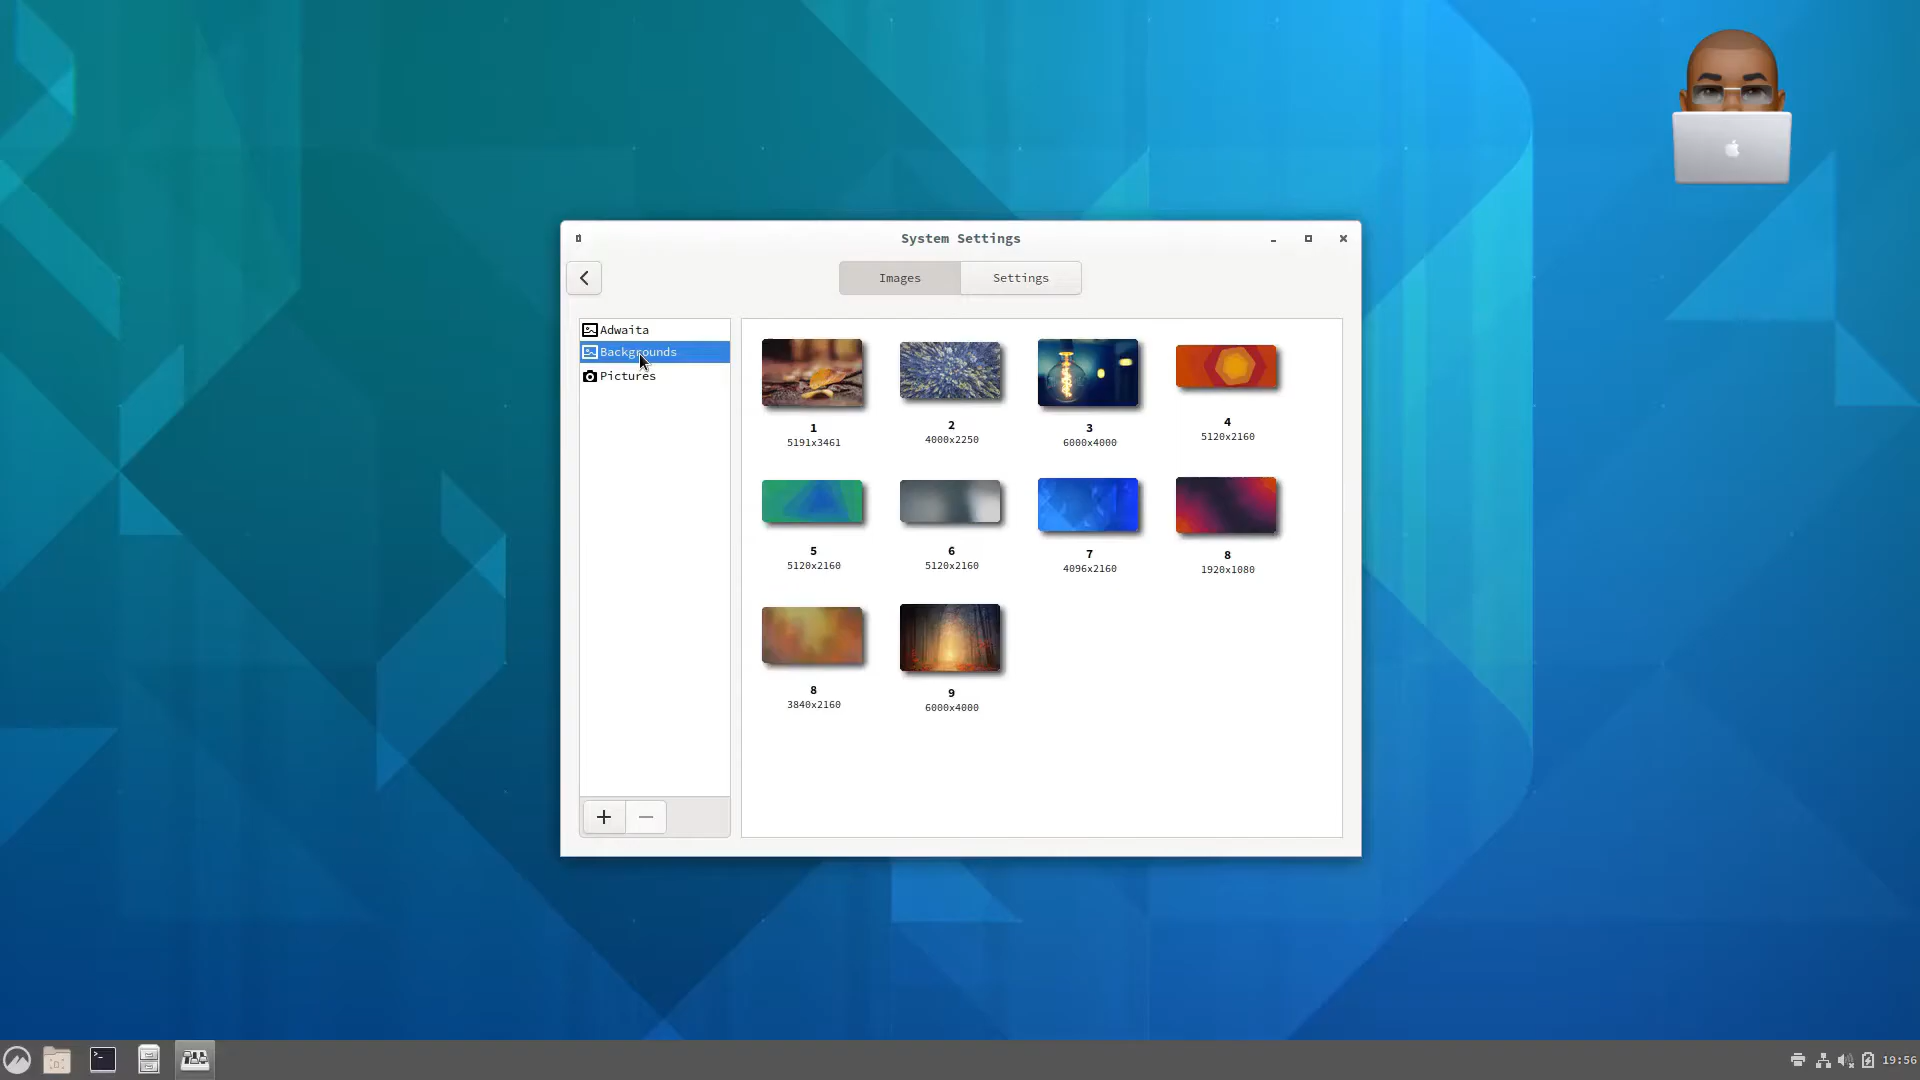 System Settings
Images Settings
Adwaita
Backgrounds
Pictures
1 2 3 4
5191x3461 4000x2250 6000x4000 5120x2160
5 6 7 8
5120x2160 5120x2160 4096x2160 1920x1080
8 9
3840x2160 6000x4000
19:56